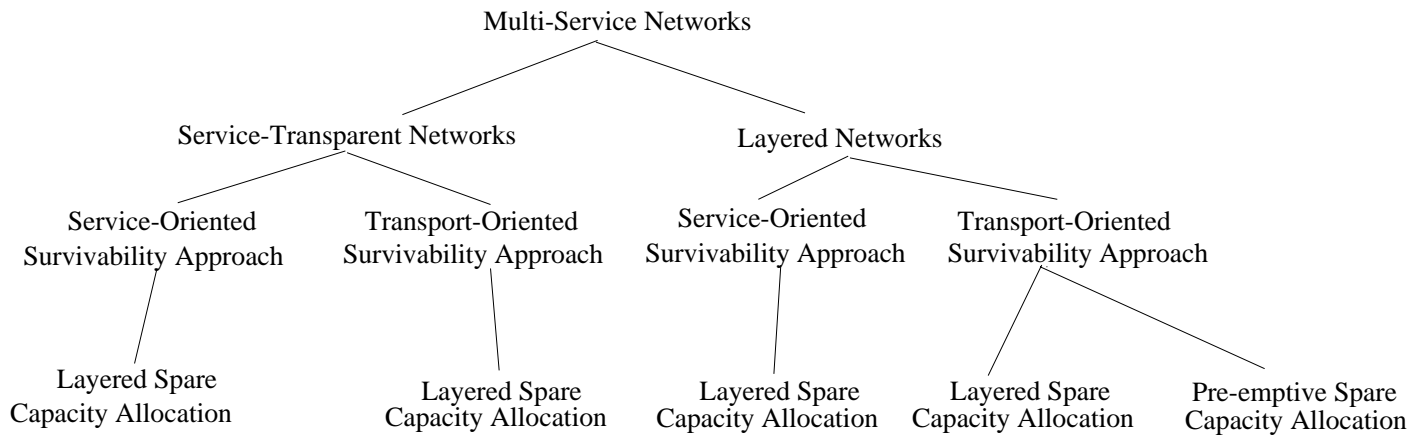 Multi-Service Networks
Service-Transparent Networks
Layered Networks
Service-Oriented
Survivability Approach
Transport-Oriented
Survivability Approach
Service-Oriented
Survivability Approach
Transport-Oriented
Survivability Approach
Layered Spare
Capacity Allocation
Layered Spare
Capacity Allocation
Layered Spare
Capacity Allocation
Layered Spare
Capacity Allocation
Pre-emptive Spare
Capacity Allocation